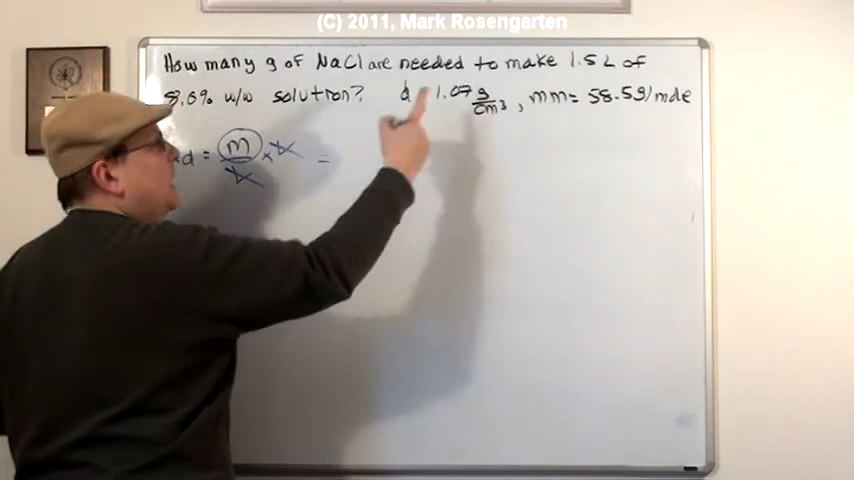 (C) 2011, Mark Rosengarten
How many g of NaCl are needed to make 1.5 L of
8.0% w/w solution? d 1.07 g/cm3, mm= 58.5g/mole
d = m/V x V =